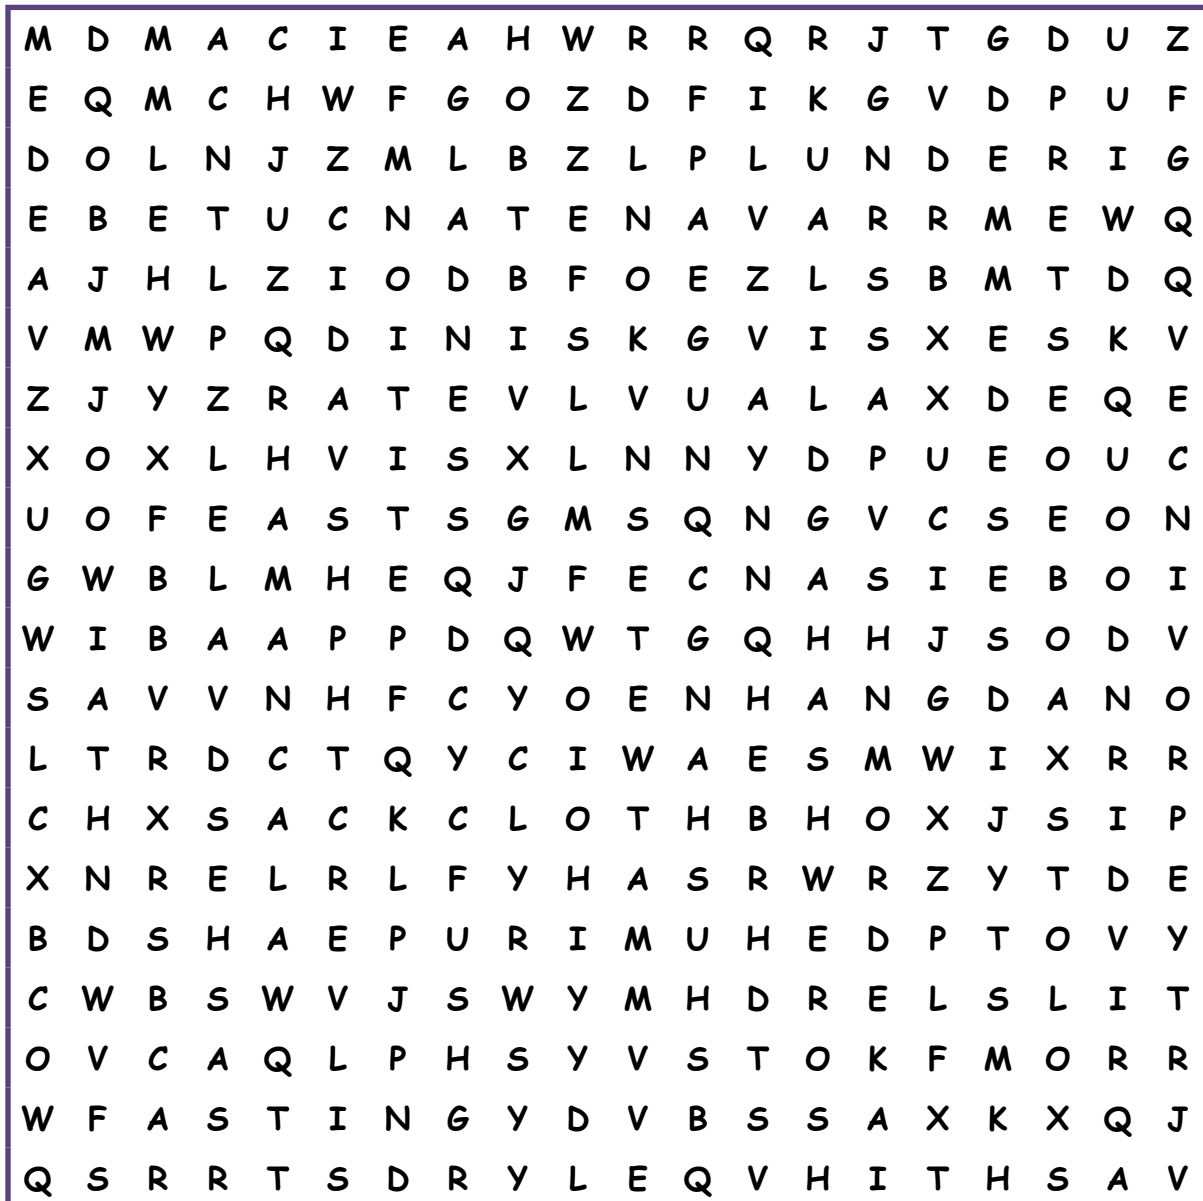 M D M A C I E A H W R R Q R J T G D U Z
E Q M C H W F G O Z D F I K G V D P U F
D O L N J Z M L B Z L P L U N D E R I G
E B E T U C N A T E N A V A R R M E W Q
A J H L Z I O D B F O E Z L S B M T D Q
V M W P Q D I N I S K G V I S X E S K V
Z J Y Z R A T E V L V U A L A X D E Q E
X O X L H V I S X L N N Y D P U E O U C
U O F E A S T S G M S Q N G V C S E O N
G W B L M H E Q J F E C N A S I E B O I
W I B A A P P D Q W T G Q H H J S O D V
S A V V N H F C Y O E N H A N G D A N O
L T R D C T Q Y C I W A E S M W I X R R
C H X S A C K C L O T H B H O X J S I P
X N R E L R L F Y H A S R W R Z Y T D E
B D S H A E P U R I M U H E D P T O V Y
C W B S W V J S W Y M H D R E L S L I T
O V C A Q L P H S Y V S T O K F M O R R
W F A S T I N G Y D V B S S A X K X Q J
Q S R R T S D R Y L E Q V H I T H S A V